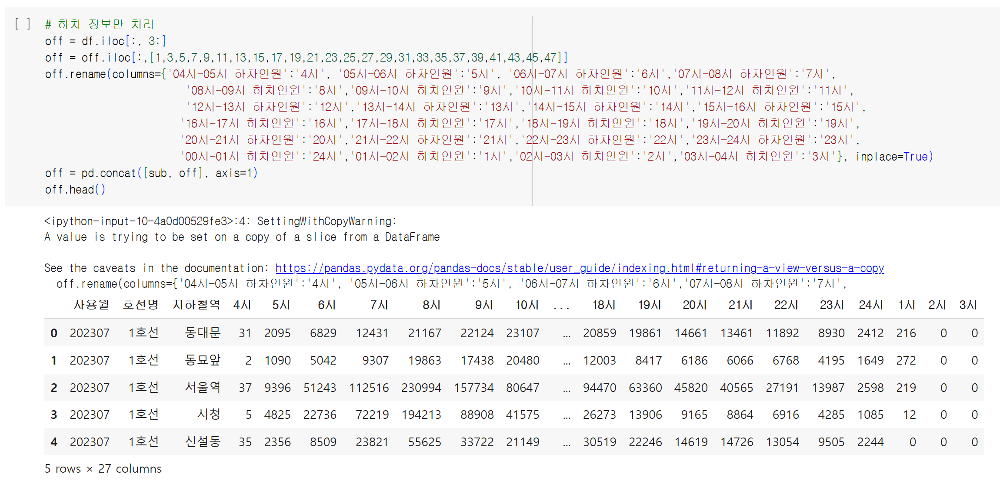 [ ] # 하차 정보만 처리
off = df.iloc[:, 3:]
off = off.iloc[:,[1,3,5,7,9,11,13,15,17,19,21,23,25,27,29,31,33,35,37,39,41,43,45,47]]
off.rename(columns={'04시-05시 하차인원':'4시', '05시-06시 하차인원':'5시', '06시-07시 하차인원':'6시','07시-08시 하차인원':'7시',
'08시-09시 하차인원':'8시','09시-10시 하차인원':'9시','10시-11시 하차인원':'10시','11시-12시 하차인원':'11시',
'12시-13시 하차인원':'12시','13시-14시 하차인원':'13시','14시-15시 하차인원':'14시','15시-16시 하차인원':'15시',
'16시-17시 하차인원':'16시','17시-18시 하차인원':'17시','18시-19시 하차인원':'18시','19시-20시 하차인원':'19시',
'20시-21시 하차인원':'20시','21시-22시 하차인원':'21시','22시-23시 하차인원':'22시','23시-24시 하차인원':'23시',
'00시-01시 하차인원':'24시','01시-02시 하차인원':'1시','02시-03시 하차인원':'2시','03시-04시 하차인원':'3시'}, inplace=True)
off = pd.concat([sub, off], axis=1)
off.head()
<ipython-input-10-4a0d00529fe3>:4: SettingWithCopyWarning:
A value is trying to be set on a copy of a slice from a DataFrame
See the caveats in the documentation: https://pandas.pydata.org/pandas-docs/stable/user_guide/indexing.html#returning-a-view-versus-a-copy
off.rename(columns={'04시-05시 하차인원':'4시', '05시-06시 하차인원':'5시', '06시-07시 하차인원':'6시','07시-08시 하차인원':'7시',
사용월 호선명 지하철역 4시 5시 6시 7시 8시 9시 10시 ... 18시 19시 20시 21시 22시 23시 24시 1시 2시 3시
0 202307 1호선 동대문 31 2095 6829 12431 21167 22124 23107 ... 20859 19861 14661 13461 11892 8930 2412 216 0 0
1 202307 1호선 동묘앞 2 1090 5042 9307 19863 17438 20480 ... 12003 8417 6186 6066 6768 4195 1649 272 0 0
2 202307 1호선 서울역 37 9396 51243 112516 230994 157734 80647 ... 94470 63360 45820 40565 27191 13987 2598 219 0 0
3 202307 1호선 시청 5 4825 22736 72219 194213 88908 41575 ... 26273 13906 9165 8864 6916 4285 1085 12 0 0
4 202307 1호선 신설동 35 2356 8509 23821 55625 33722 21149 ... 30519 22246 14619 14726 13054 9505 2244 0 0 0
5 rows × 27 columns